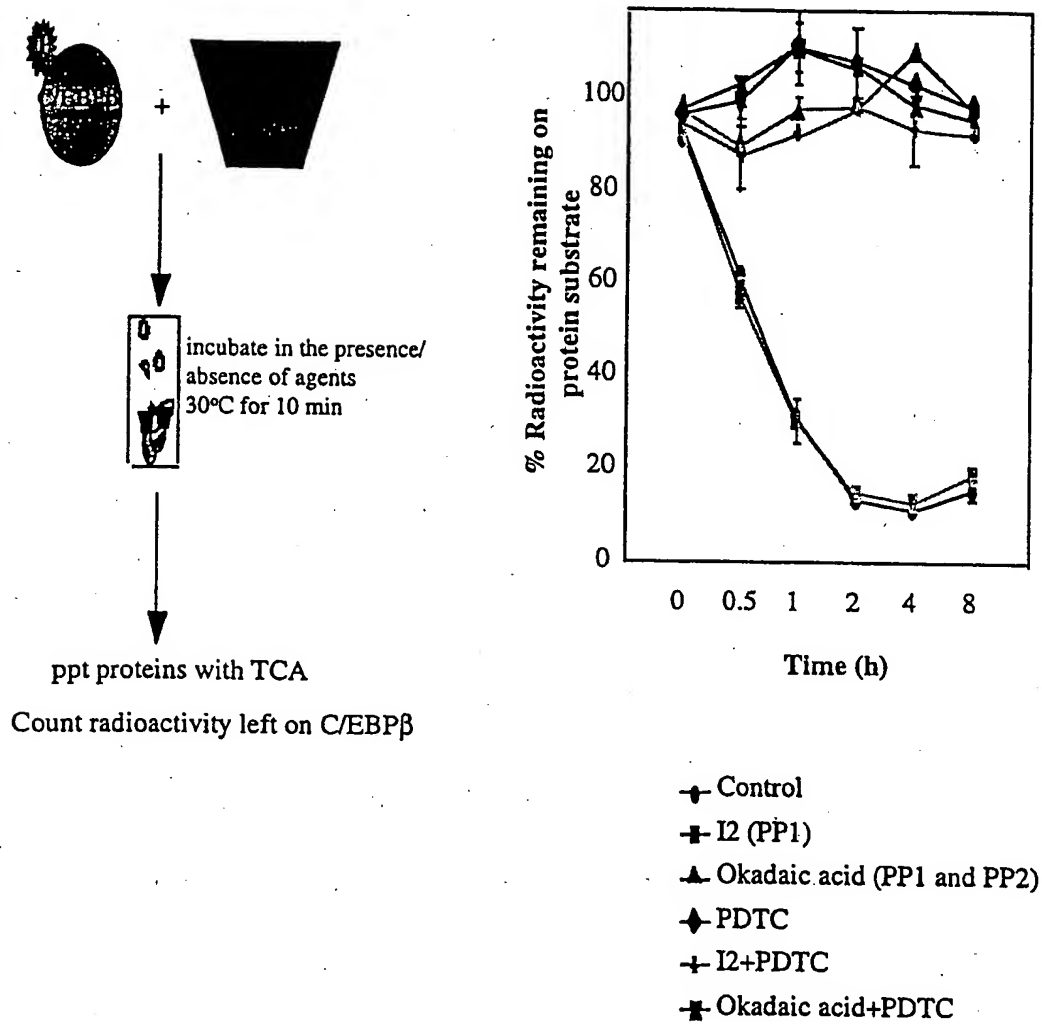 C/EBPβ
+
incubate in the presence/
absence of agents
30°C for 10 min
ppt proteins with TCA
Count radioactivity left on C/EBPβ
% Radioactivity remaining on
protein substrate
100
80
60
40
20
0
0 0.5 1 2 4 8
Time (h)
Control
I2 (PP1)
Okadaic acid (PP1 and PP2)
PDTC
I2+PDTC
Okadaic acid+PDTC